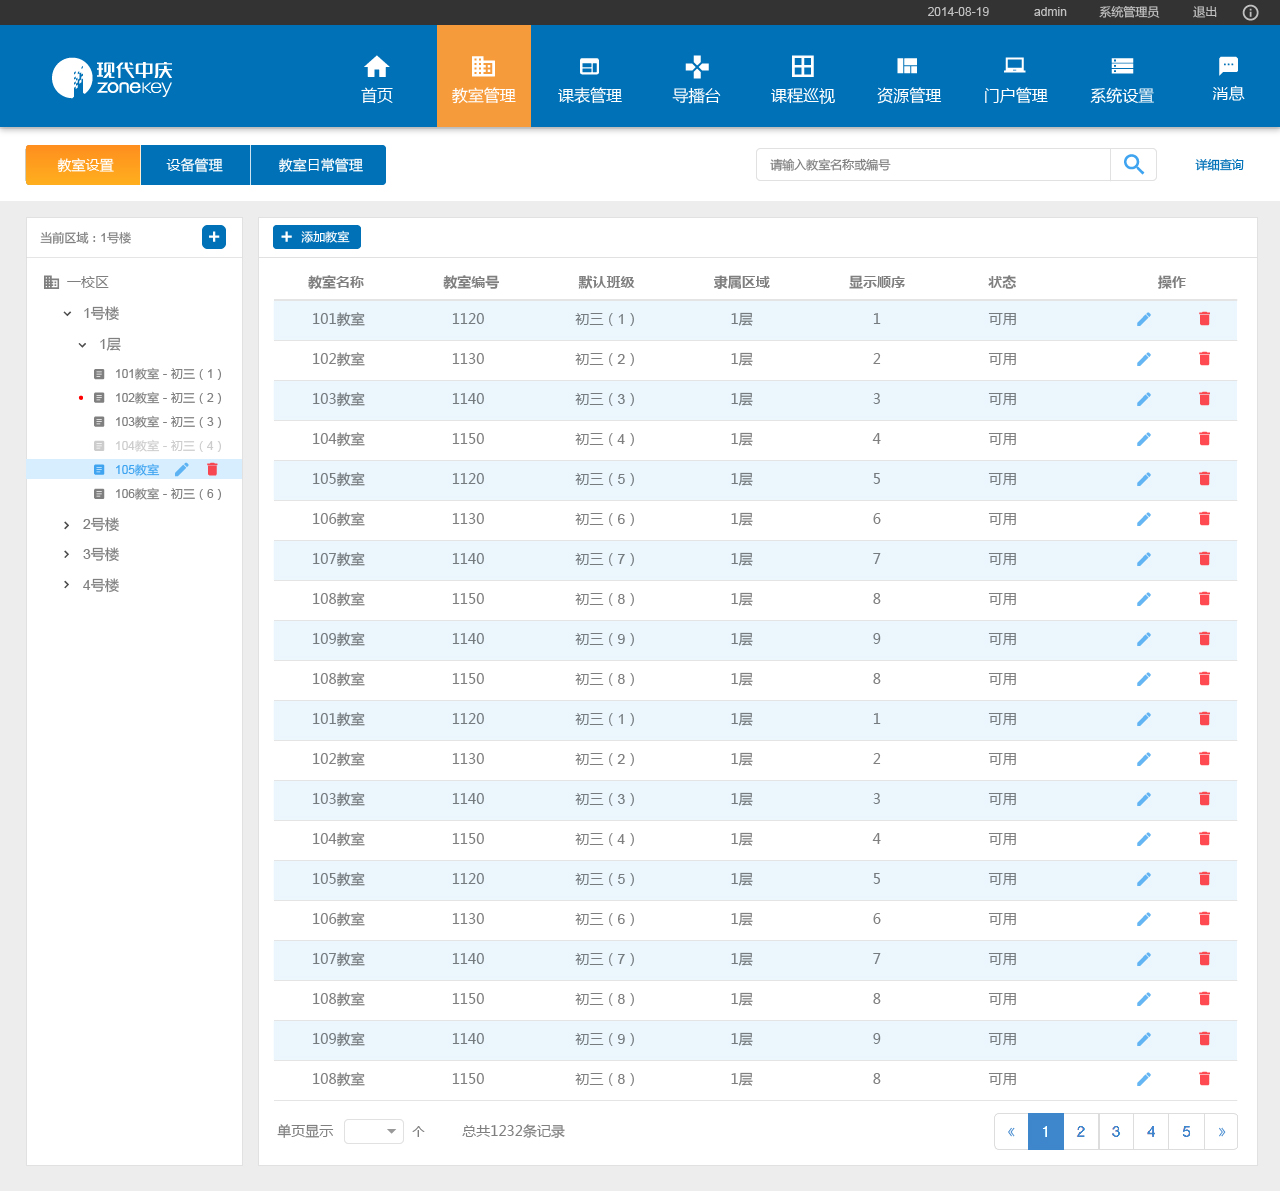 2014-08-19 admin 系统管理员 退出
现代中庆
zonekey
首页 教室管理 课表管理 导播台 课程巡视 资源管理 门户管理 系统设置 消息
教室设置 设备管理 教室日常管理 请输入教室名称或编号 详细查询
当前区域：1号楼
一校区
1号楼
1层
101教室 - 初三（1）
102教室 - 初三（2）
103教室 - 初三（3）
104教室 - 初三（4）
105教室
106教室 - 初三（6）
2号楼
3号楼
4号楼
添加教室
教室名称 教室编号 默认班级 隶属区域 显示顺序 状态 操作
101教室 1120 初三（1） 1层 1 可用
102教室 1130 初三（2） 1层 2 可用
103教室 1140 初三（3） 1层 3 可用
104教室 1150 初三（4） 1层 4 可用
105教室 1120 初三（5） 1层 5 可用
106教室 1130 初三（6） 1层 6 可用
107教室 1140 初三（7） 1层 7 可用
108教室 1150 初三（8） 1层 8 可用
109教室 1140 初三（9） 1层 9 可用
108教室 1150 初三（8） 1层 8 可用
101教室 1120 初三（1） 1层 1 可用
102教室 1130 初三（2） 1层 2 可用
103教室 1140 初三（3） 1层 3 可用
104教室 1150 初三（4） 1层 4 可用
105教室 1120 初三（5） 1层 5 可用
106教室 1130 初三（6） 1层 6 可用
107教室 1140 初三（7） 1层 7 可用
108教室 1150 初三（8） 1层 8 可用
109教室 1140 初三（9） 1层 9 可用
108教室 1150 初三（8） 1层 8 可用
单页显示 个 总共1232条记录 « 1 2 3 4 5 »